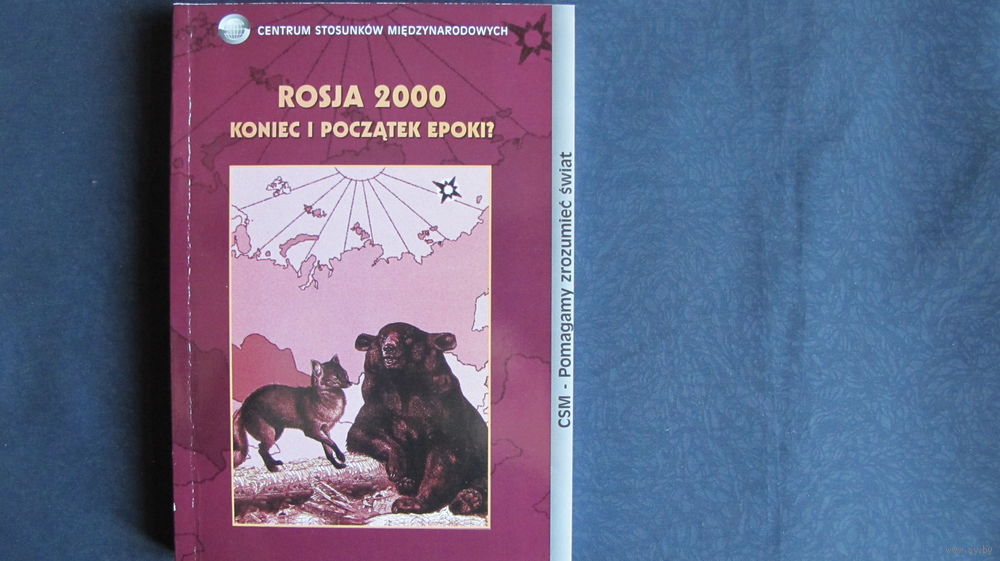 CENTRUM STOSUNKÓW MIĘDZYNARODOWYCH
ROSJA 2000
KONIEC I POCZĄTEK EPOKI?
CSM - Pomagamy zrozumieć świat